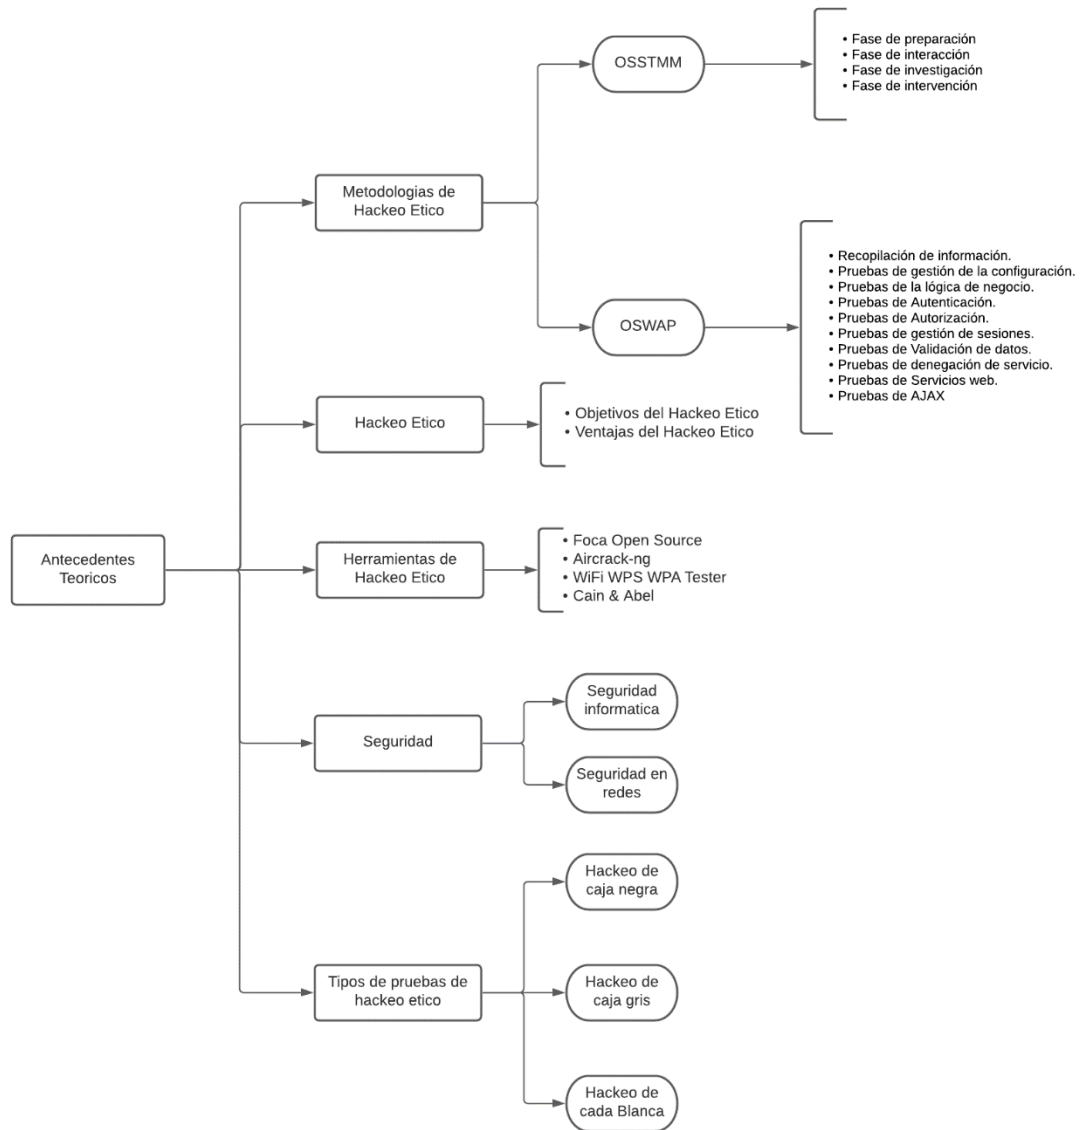 Antecedentes
Teoricos
Metodologias de
Hackeo Etico
OSSTMM
• Fase de preparación
• Fase de interacción
• Fase de investigación
• Fase de intervención
OSWAP
• Recopilación de información.
• Pruebas de gestión de la configuración.
• Pruebas de la lógica de negocio.
• Pruebas de Autenticación.
• Pruebas de Autorización.
• Pruebas de gestión de sesiones.
• Pruebas de Validación de datos.
• Pruebas de denegación de servicio.
• Pruebas de Servicios web.
• Pruebas de AJAX
Hackeo Etico
• Objetivos del Hackeo Etico
• Ventajas del Hackeo Etico
Herramientas de
Hackeo Etico
• Foca Open Source
• Aircrack-ng
• WiFi WPS WPA Tester
• Cain & Abel
Seguridad
Seguridad
informatica
Seguridad en
redes
Tipos de pruebas de
hackeo etico
Hackeo de
caja negra
Hackeo de
caja gris
Hackeo de
cada Blanca